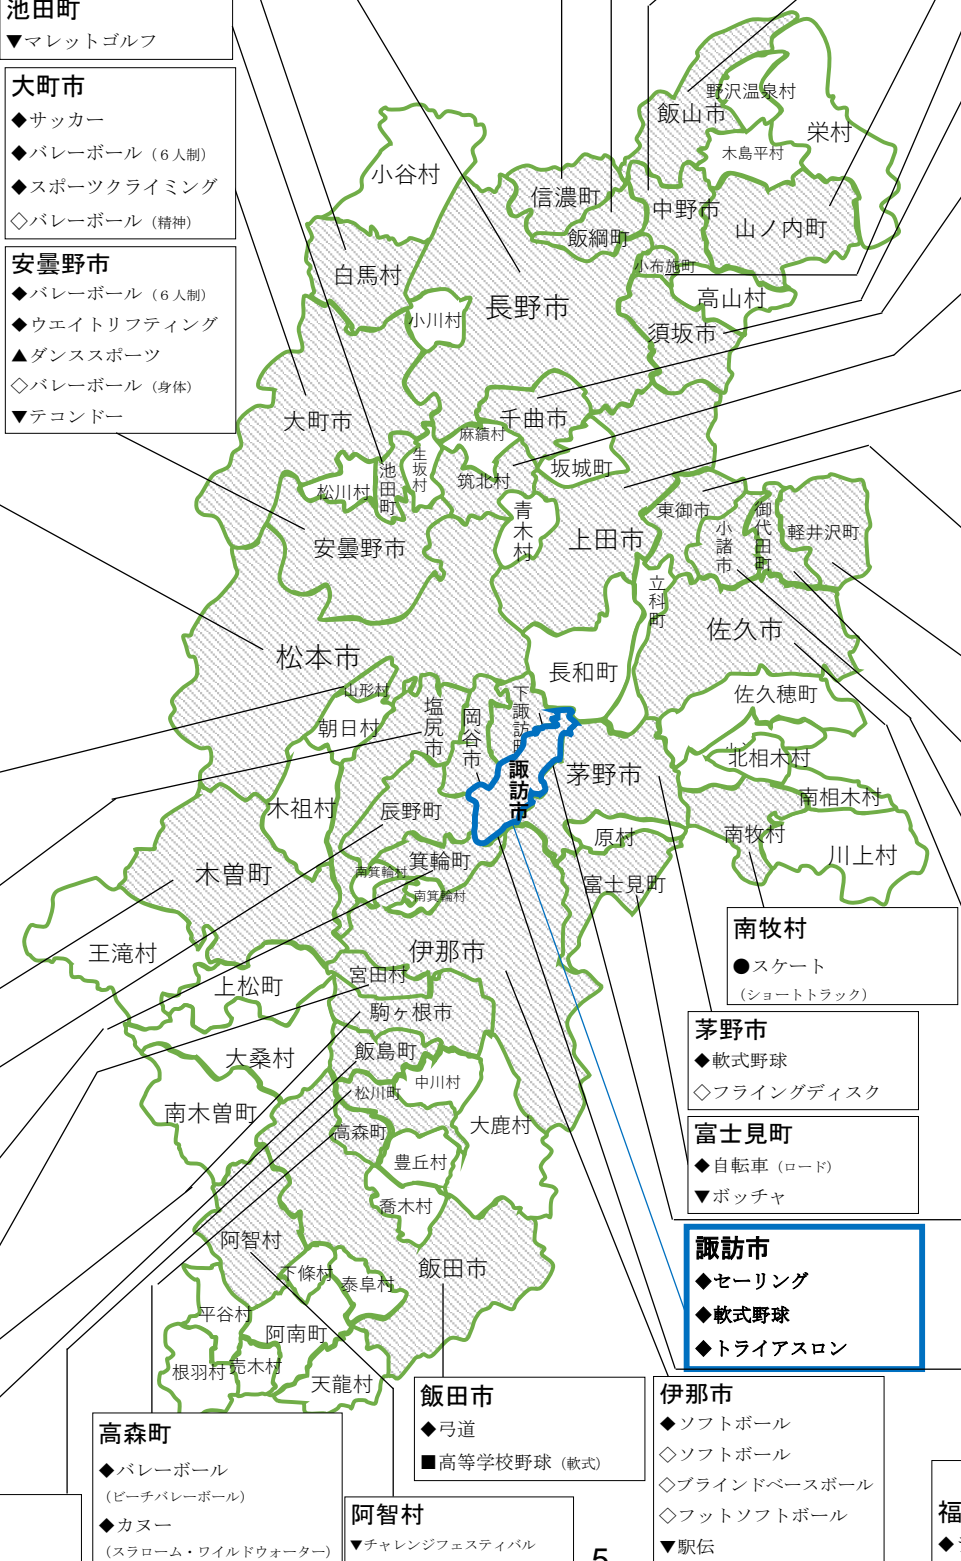 池田町
▼マレットゴルフ
大町市
◆サッカー
◆バレーボール（６人制）
◆スポーツクライミング
◇バレーボール（精神）
安曇野市
◆バレーボール（６人制）
◆ウエイトリフティング
▲ダンススポーツ
◇バレーボール（身体）
▼テコンドー
野沢温泉村
飯山市
栄村
木島平村
小谷村
信濃町
中野市
山ノ内町
飯綱町
白馬村
小布施町
高山村
長野市
小川村
須坂市
大町市
千曲市
麻績村
坂城町
筑北村
生坂村
池田町
松川村
青木村
東御市
御代田町
軽井沢町
小諸市
上田市
安曇野市
立科町
佐久市
松本市
長和町
山形村
佐久穂町
朝日村
塩尻市
岡谷市
下諏訪町
諏訪市
茅野市
北相木村
南相木村
木祖村
辰野町
原村
南牧村
川上村
箕輪町
南箕輪村
南箕輪村
木曽町
富士見町
王滝村
伊那市
宮田村
上松町
駒ヶ根市
大桑村
飯島町
中川村
松川町
南木曽町
高森町
大鹿村
豊丘村
喬木村
阿智村
飯田市
下條村
泰阜村
平谷村
阿南町
根羽村
売木村
天龍村
南牧村
●スケート
（ショートトラック）
茅野市
◆軟式野球
◇フライングディスク
富士見町
◆自転車（ロード）
▼ボッチャ
諏訪市
◆セーリング
◆軟式野球
◆トライアスロン
飯田市
◆弓道
■高等学校野球（軟式）
伊那市
◆ソフトボール
◇ソフトボール
◇ブラインドベースボール
◇フットソフトボール
▼駅伝
高森町
◆バレーボール
（ビーチバレーボール）
◆カヌー
（スラローム・ワイルドウォーター）
阿智村
▼チャレンジフェスティバル
5
福
◆